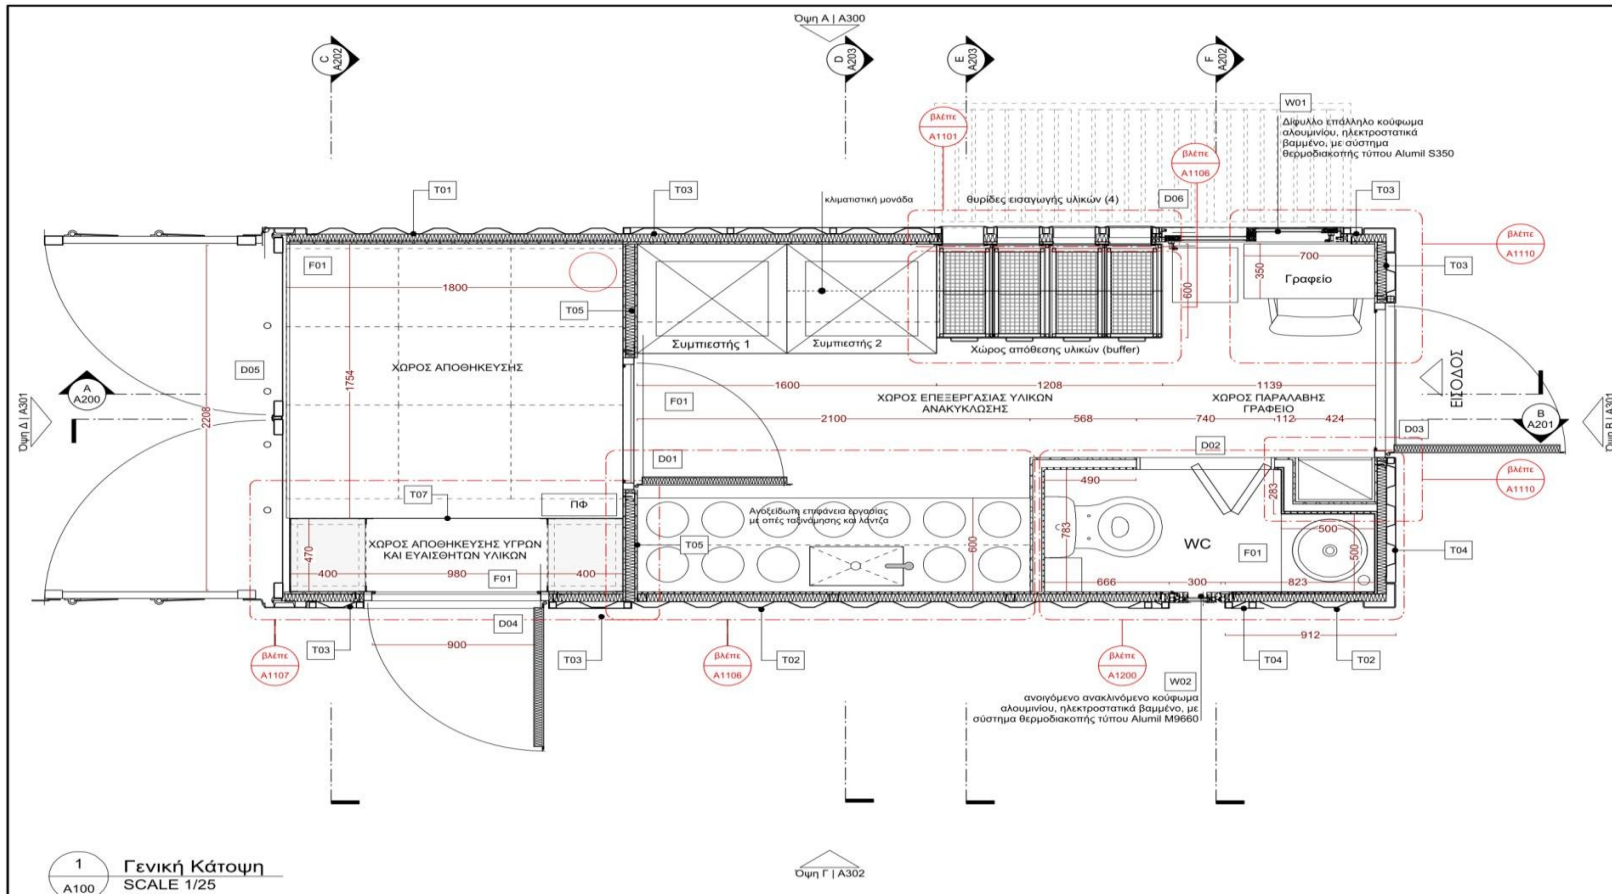 Όψη Α | A300
C
A202
D
A203
E
A203
F
A202
W01
Δίφυλλο επάλληλο κούφωμα
αλουμινίου, ηλεκτροστατικά
βαμμένο, με σύστημα
θερμοδιακοπής τύπου Alumil S350
βλέπε
A1101
βλέπε
A1106
T01
T03
κλιματιστική μονάδα
θυρίδες εισαγωγής υλικών (4)
D06
T03
βλέπε
A1110
T03
F01
1800
T05
350
700
Γραφείο
600
Συμπιεστής 1
Συμπιεστής 2
Χώρος απόθεσης υλικών (buffer)
D05
ΧΩΡΟΣ ΑΠΟΘΗΚΕΥΣΗΣ
1754
2208
A
A200
Όψη Δ | A301
F01
1600
1208
1139
ΧΩΡΟΣ ΕΠΕΞΕΡΓΑΣΙΑΣ ΥΛΙΚΩΝ
ΑΝΑΚΥΚΛΩΣΗΣ
ΧΩΡΟΣ ΠΑΡΑΛΑΒΗΣ
ΓΡΑΦΕΙΟ
ΕΙΣΟΔΟΣ
2100
568
740
112
424
D03
B
A201
Όψη Β | A301
D01
D02
490
283
βλέπε
A1110
T07
ΠΦ
Ανοξείδωτη επιφάνεια εργασίας
με οπές ταξινόμησης και λάντζα
470
ΧΩΡΟΣ ΑΠΟΘΗΚΕΥΣΗΣ ΥΓΡΩΝ
ΚΑΙ ΕΥΑΙΣΘΗΤΩΝ ΥΛΙΚΩΝ
T05
600
783
WC
F01
500
500
T04
400
980
F01
400
666
300
823
D04
T03
900
T03
βλέπε
A1107
βλέπε
A1106
T02
βλέπε
A1200
912
T04
T02
W02
ανοιγόμενο ανακλινόμενο κούφωμα
αλουμινίου, ηλεκτροστατικά βαμμένο, με
σύστημα θερμοδιακοπής τύπου Alumil M9660
1
A100
Γενική Κάτοψη
SCALE 1/25
Όψη Γ | A302